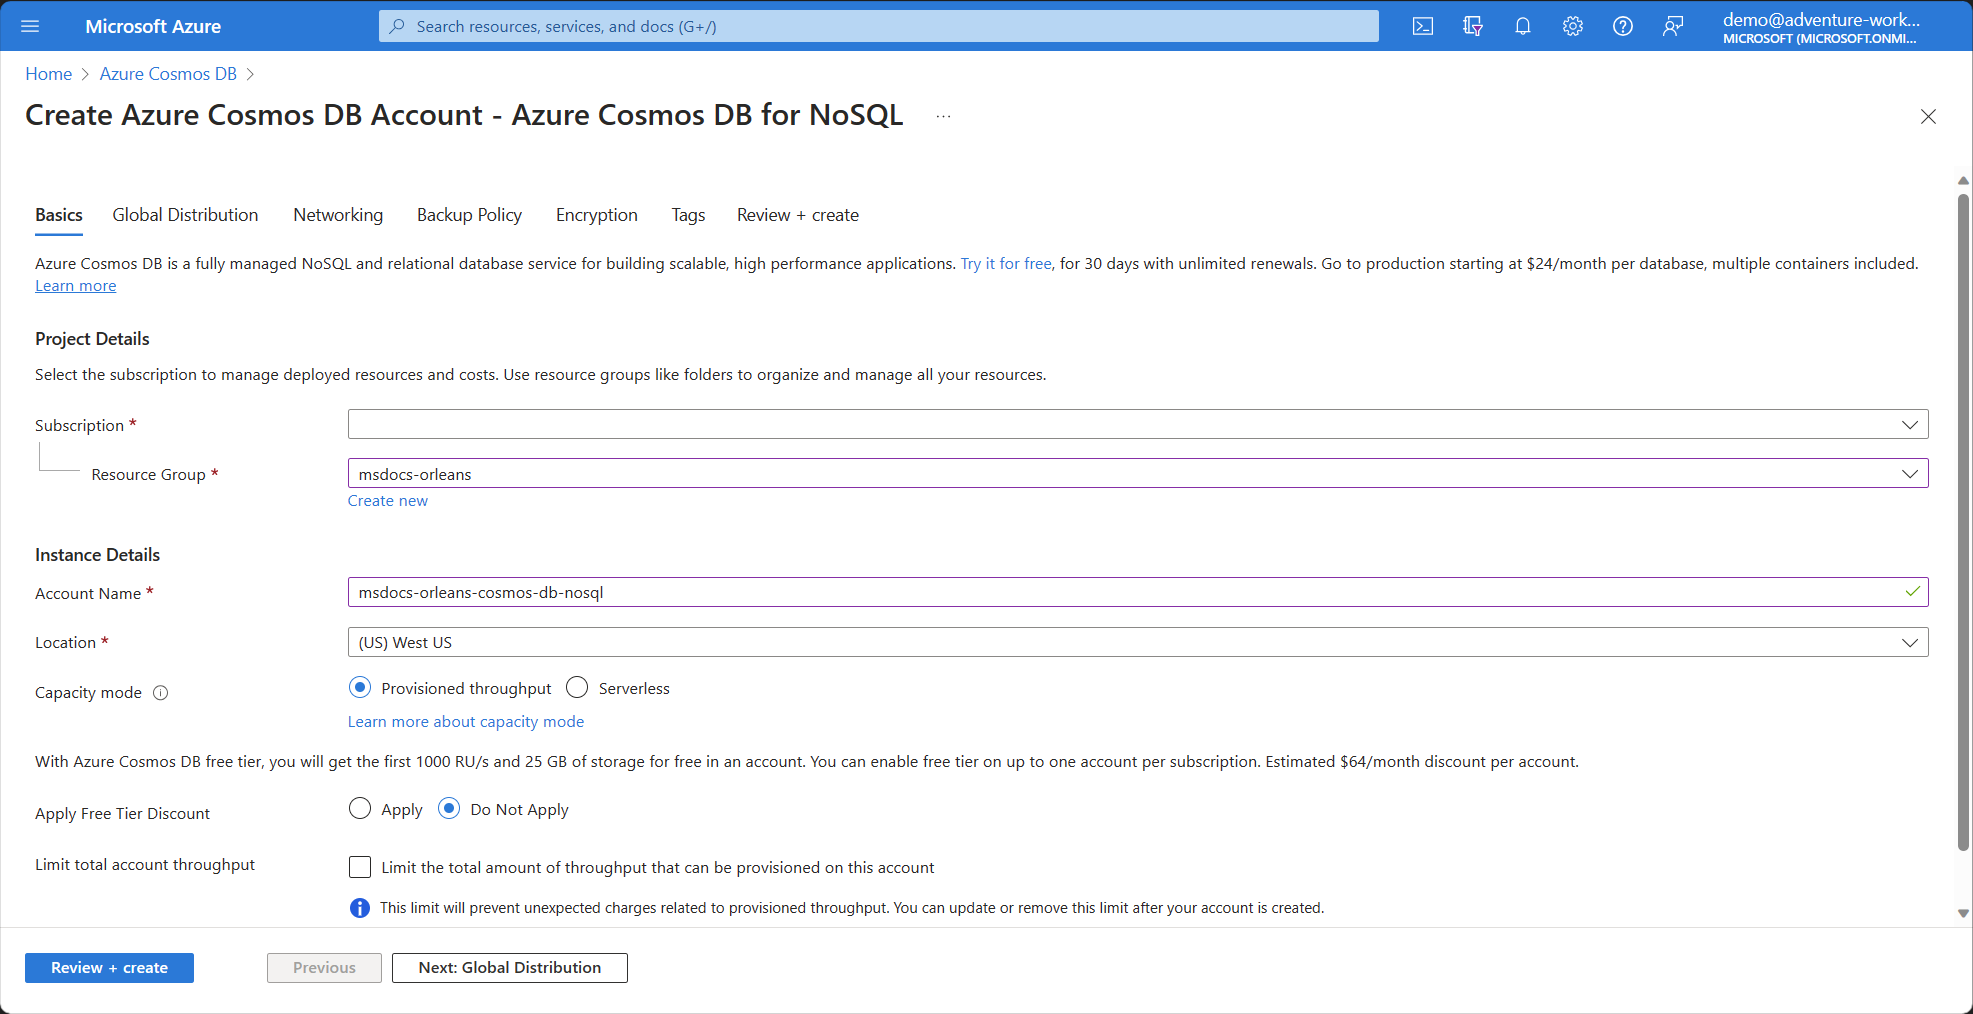 Microsoft Azure
Search resources, services, and docs (G+/)
demo@adventure-work...
MICROSOFT (MICROSOFT.ONMI...
Home > Azure Cosmos DB >
Create Azure Cosmos DB Account - Azure Cosmos DB for NoSQL ...
Basics Global Distribution Networking Backup Policy Encryption Tags Review + create
Azure Cosmos DB is a fully managed NoSQL and relational database service for building scalable, high performance applications. Try it for free, for 30 days with unlimited renewals. Go to production starting at $24/month per database, multiple containers included.
Learn more
Project Details
Select the subscription to manage deployed resources and costs. Use resource groups like folders to organize and manage all your resources.
Subscription *
Resource Group * msdocs-orleans
Create new
Instance Details
Account Name * msdocs-orleans-cosmos-db-nosql
Location * (US) West US
Capacity mode Provisioned throughput Serverless
Learn more about capacity mode
With Azure Cosmos DB free tier, you will get the first 1000 RU/s and 25 GB of storage for free in an account. You can enable free tier on up to one account per subscription. Estimated $64/month discount per account.
Apply Free Tier Discount Apply Do Not Apply
Limit total account throughput Limit the total amount of throughput that can be provisioned on this account
This limit will prevent unexpected charges related to provisioned throughput. You can update or remove this limit after your account is created.
Review + create Previous Next: Global Distribution